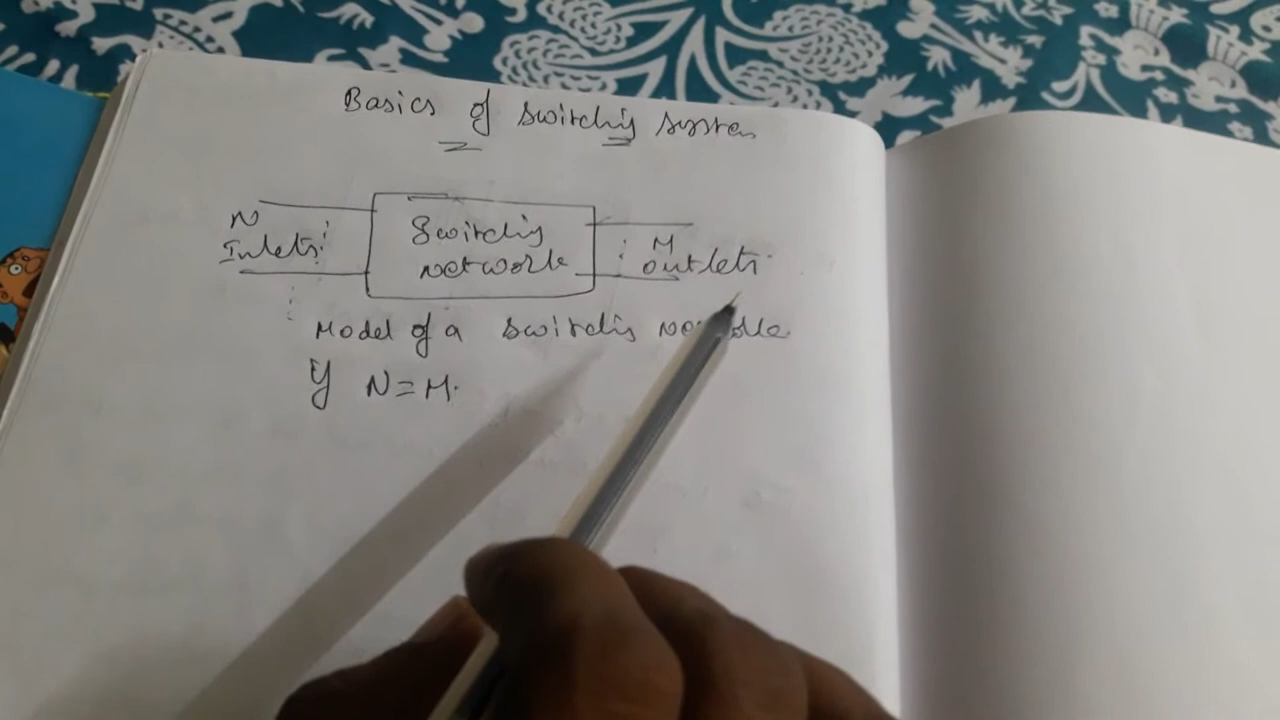 Basics of switching system
N
Inlets
Switching
network
M
outlets
Model of a switching network
If N=M.